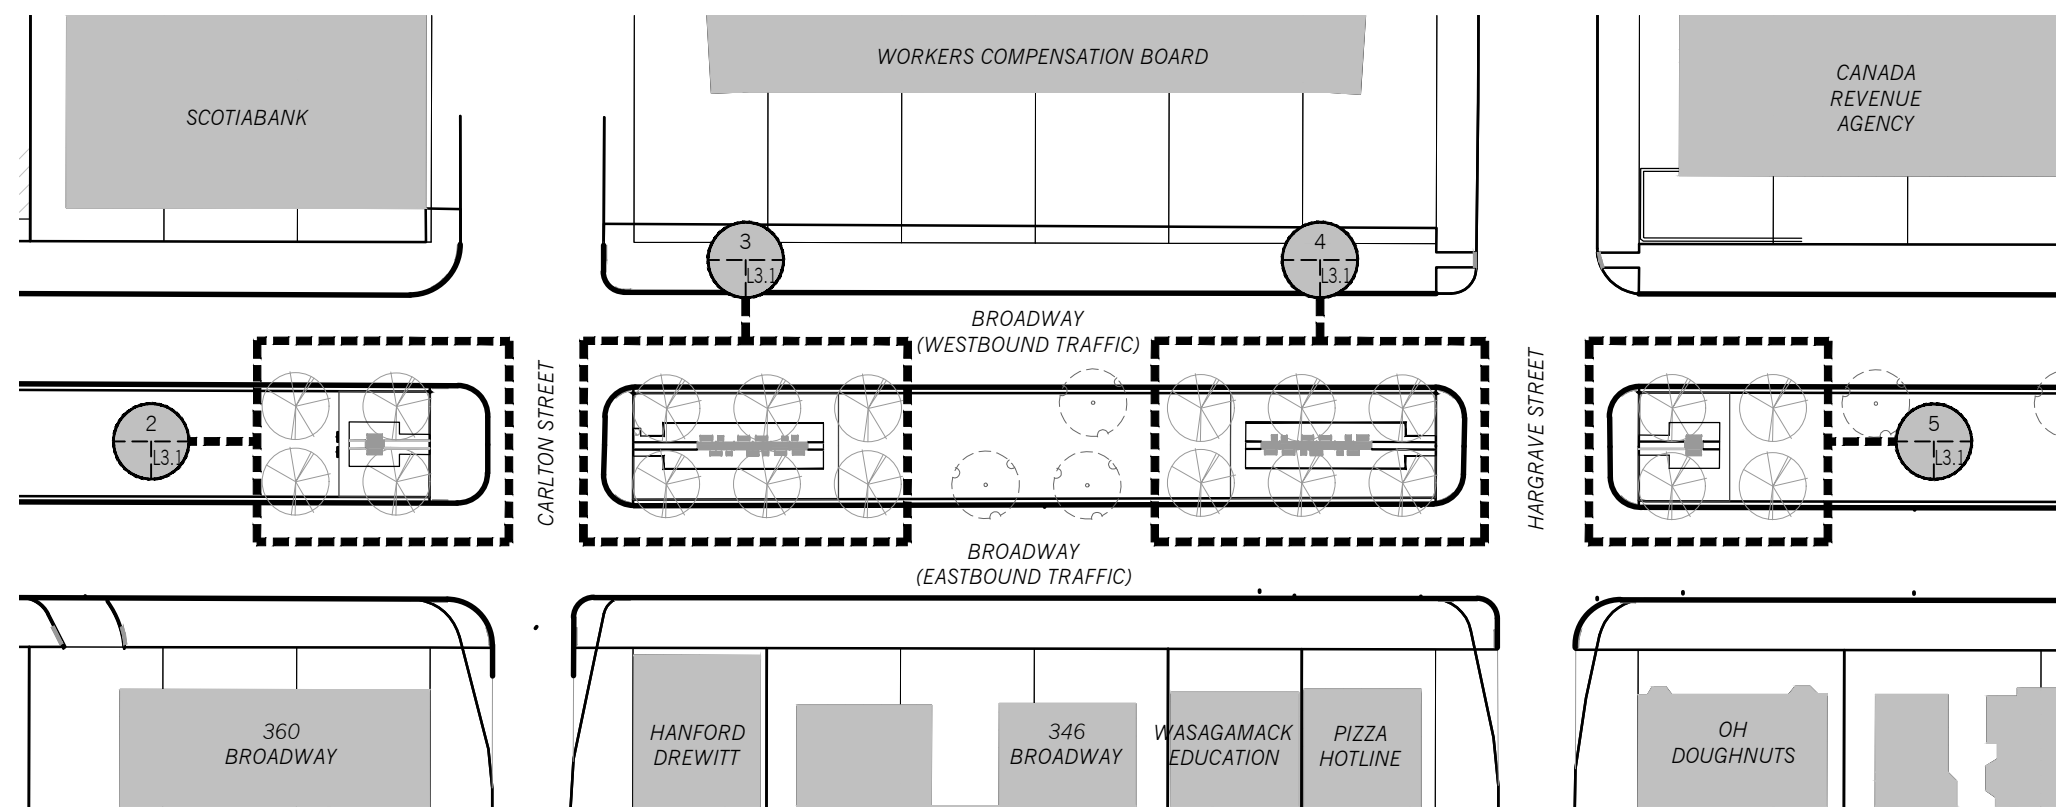 WORKERS COMPENSATION BOARD
SCOTIABANK
CANADA
REVENUE
AGENCY
3
L3.1
4
L3.1
BROADWAY
(WESTBOUND TRAFFIC)
2
L3.1
CARLTON STREET
HARGRAVE STREET
5
L3.1
BROADWAY
(EASTBOUND TRAFFIC)
360
BROADWAY
HANFORD
DREWITT
346
BROADWAY
WASAGAMACK
EDUCATION
PIZZA
HOTLINE
OH
DOUGHNUTS